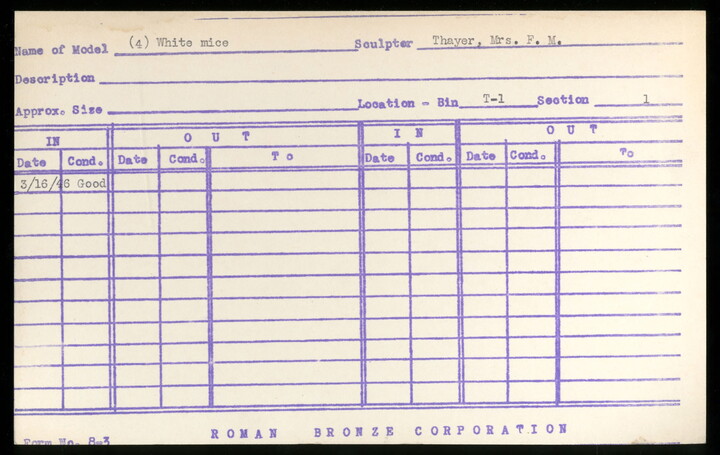 Name of Model (4) White mice Sculpter Thayer, Mrs. F. M.
Description
Approx. Size Location - Bin T-1 Section 1
IN OUT IN OUT
Date Cond. Date Cond. To Date Cond. Date Cond. To
3/16/46 Good
Form No. 8-3 ROMAN BRONZE CORPORATION